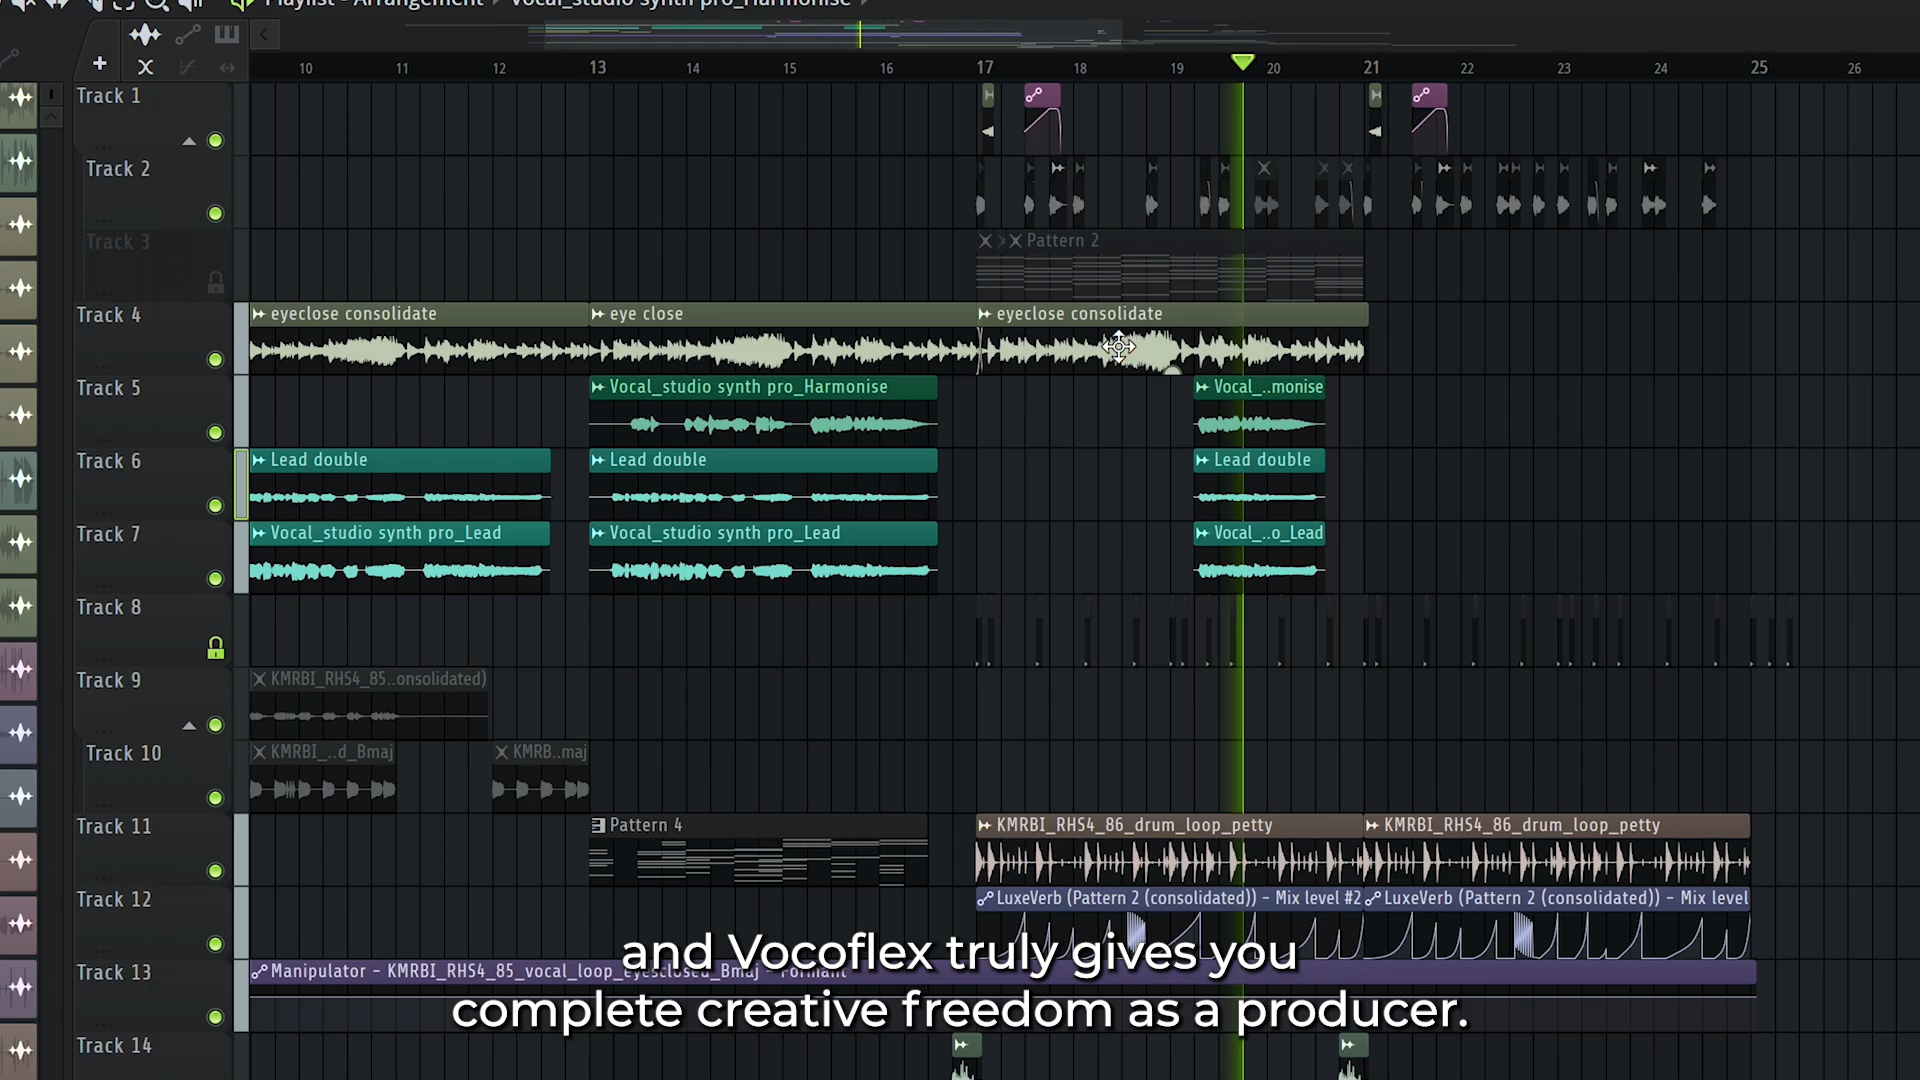 Playlist - Arrangement › Vocal_studio synth pro_Harmonise ›
10 11 12 13 14 15 16 17 18 19 20 21 22 23 24 25 26
Track 1
Track 2
Track 3
Pattern 2
Track 4
eyeclose consolidate
eye close
eyeclose consolidate
Track 5
Vocal_studio synth pro_Harmonise
Vocal_..monise
Track 6
Lead double
Lead double
Lead double
Track 7
Vocal_studio synth pro_Lead
Vocal_studio synth pro_Lead
Vocal_..o_Lead
Track 8
Track 9
KMRBI_RHS4_85..onsolidated)
Track 10
KMRBI_..d_Bmaj
KMRB..maj
Track 11
Pattern 4
KMRBI_RHS4_86_drum_loop_petty
KMRBI_RHS4_86_drum_loop_petty
Track 12
LuxeVerb (Pattern 2 (consolidated)) - Mix level #2
LuxeVerb (Pattern 2 (consolidated)) - Mix level
Track 13
Manipulator - KMRBI_RHS4_85_vocal_loop_eyesclosed_Bmaj - Formant
and Vocoflex truly gives you
complete creative freedom as a producer.
Track 14